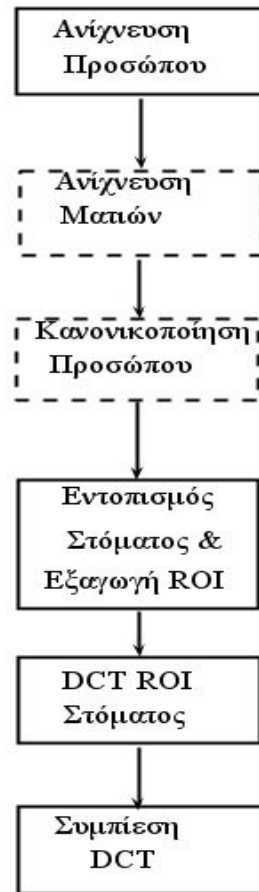 Ανίχνευση
Προσώπου
Ανίχνευση
Ματιών
Κανονικοποίηση
Προσώπου
Εντοπισμός
Στόματος &
Εξαγωγή ROI
DCT ROI
Στόματος
Συμπίεση
DCT